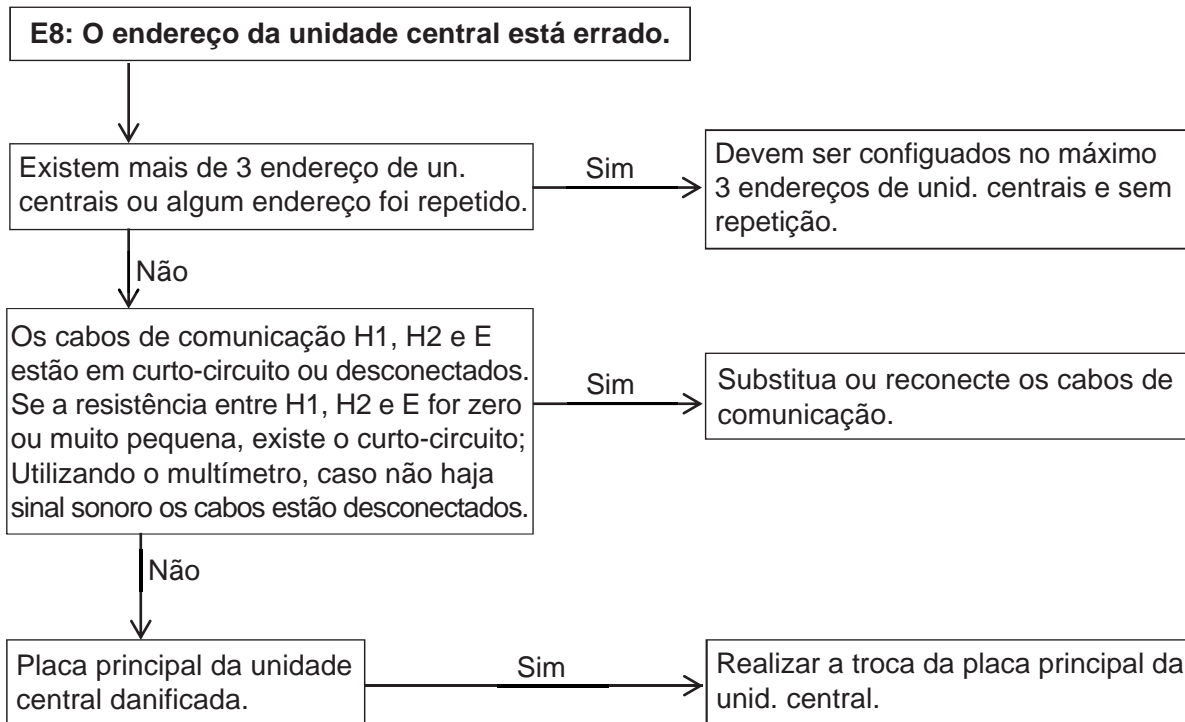 E8: O endereço da unidade central está errado.
Existem mais de 3 endereço de un.
centrais ou algum endereço foi repetido.
Sim
Devem ser configuados no máximo
3 endereços de unid. centrais e sem
repetição.
Não
Os cabos de comunicação H1, H2 e E
estão em curto-circuito ou desconectados.
Se a resistência entre H1, H2 e E for zero
ou muito pequena, existe o curto-circuito;
Utilizando o multímetro, caso não haja
sinal sonoro os cabos estão desconectados.
Sim
Substitua ou reconecte os cabos de
comunicação.
Não
Placa principal da unidade
central danificada.
Sim
Realizar a troca da placa principal da
unid. central.